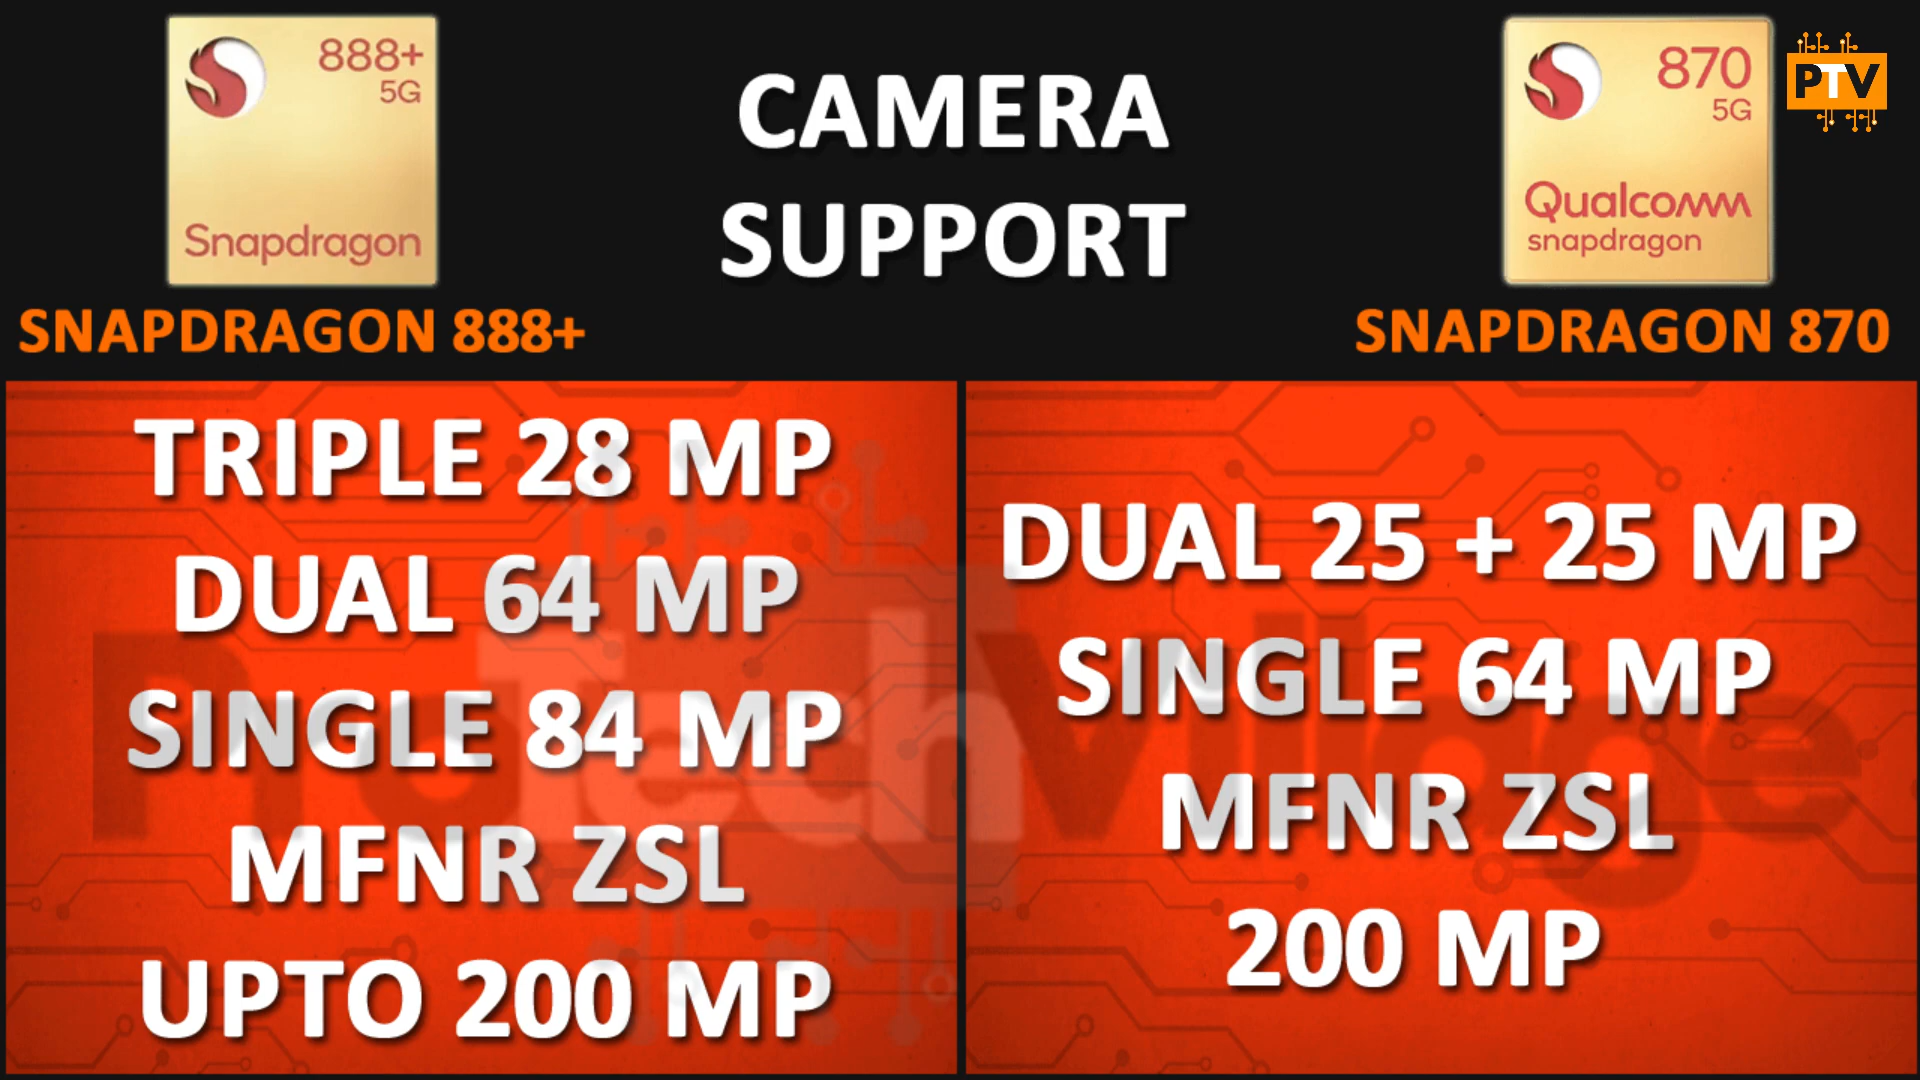 888+
5G
Snapdragon
SNAPDRAGON 888+
CAMERA
SUPPORT
870
5G
Qualcomm
snapdragon
SNAPDRAGON 870
PTV
TRIPLE 28 MP
DUAL 64 MP
SINGLE 84 MP
MFNR ZSL
UPTO 200 MP
DUAL 25 + 25 MP
SINGLE 64 MP
MFNR ZSL
200 MP